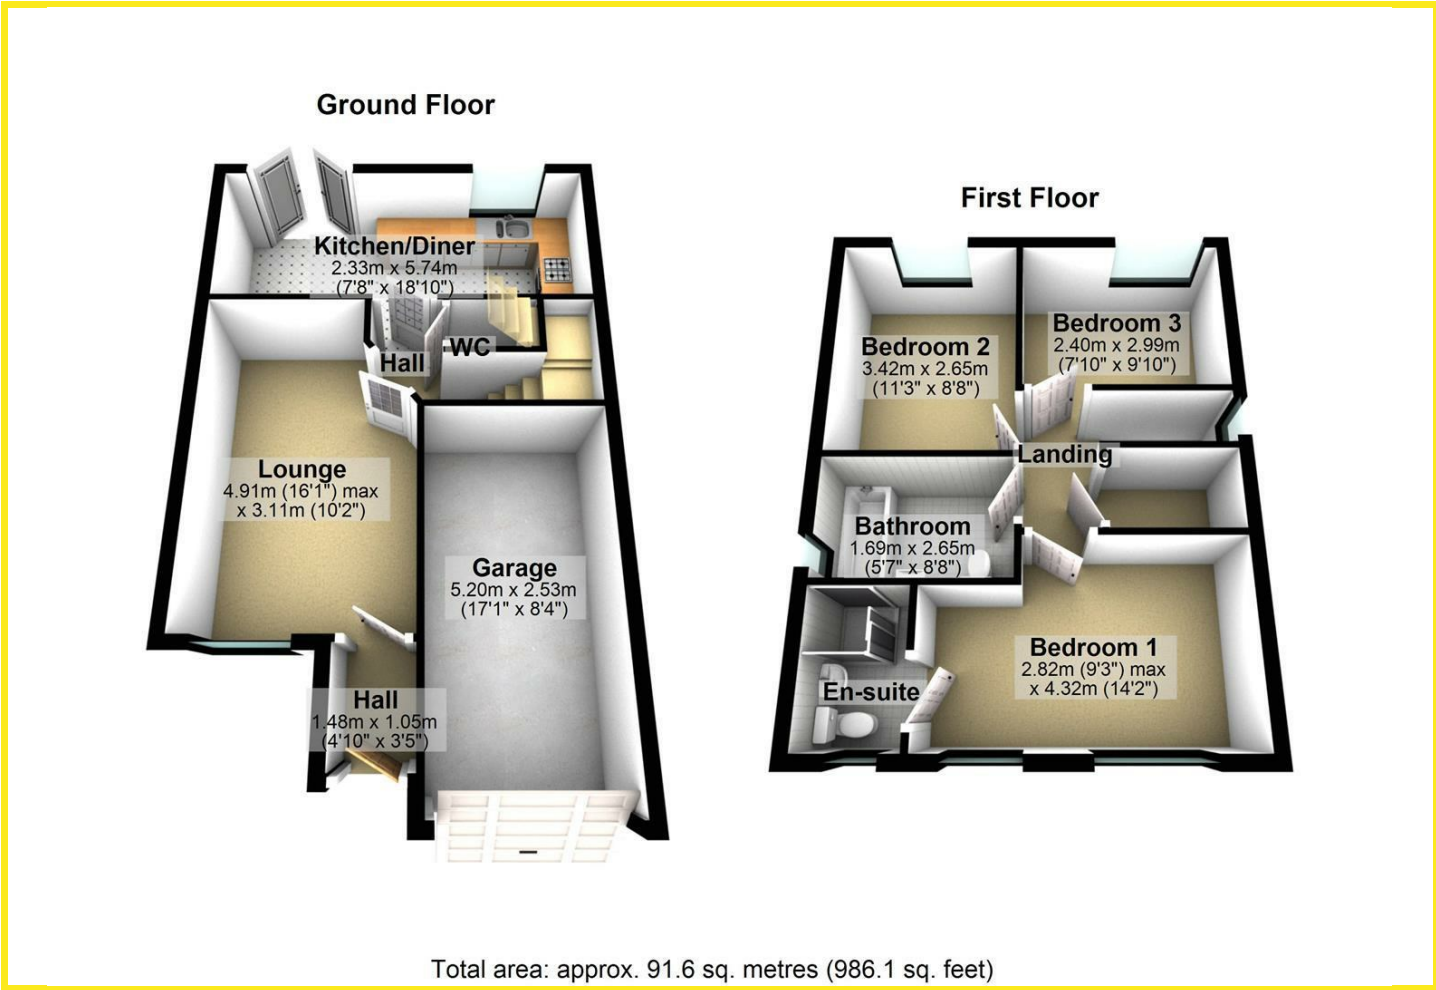 Ground Floor
Kitchen/Diner
2.33m x 5.74m
(7'8" x 18'10")
WC
Hall
Lounge
4.91m (16'1") max
x 3.11m (10'2")
Garage
5.20m x 2.53m
(17'1" x 8'4")
Hall
1.48m x 1.05m
(4'10" x 3'5")
First Floor
Bedroom 2
3.42m x 2.65m
(11'3" x 8'8")
Bedroom 3
2.40m x 2.99m
(7'10" x 9'10")
Landing
Bathroom
1.69m x 2.65m
(5'7" x 8'8")
En-suite
Bedroom 1
2.82m (9'3") max
x 4.32m (14'2")
Total area: approx. 91.6 sq. metres (986.1 sq. feet)